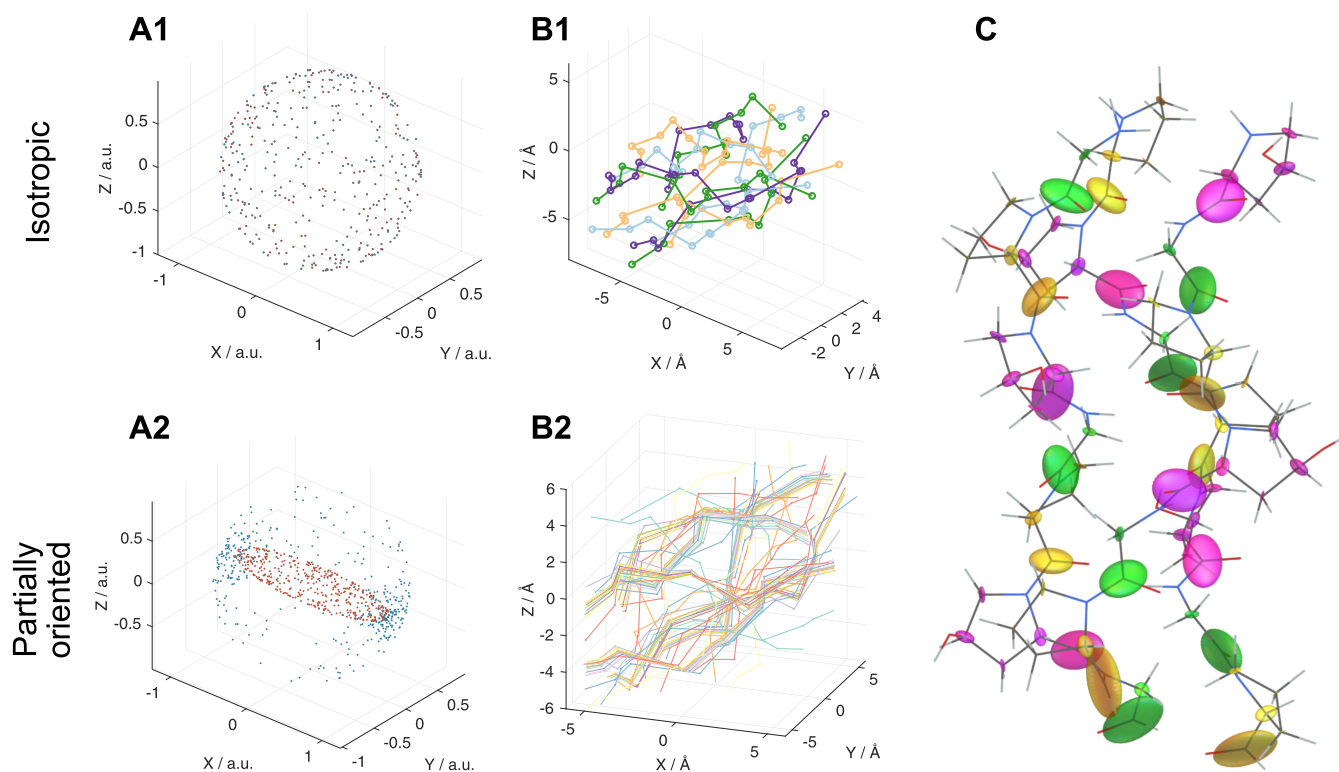 A1
B1
C
Isotropic
Z / a.u.
0.5
0
-0.5
-1
-1
0
1
X / a.u.
-0.5
0
0.5
Y / a.u.
Z / Å
5
0
-5
-5
0
5
X / Å
-2
0
2
4
Y / Å
A2
B2
Partially
oriented
Z / a.u.
0.5
0
-0.5
-1
0
1
X / a.u.
-1
-0.5
0
0.5
Y / a.u.
Z / Å
6
4
2
0
-2
-4
-6
-5
0
5
X / Å
-5
0
5
Y / Å